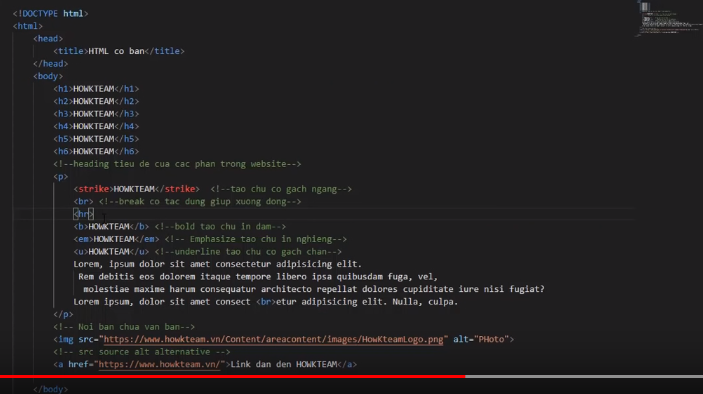 <!DOCTYPE html>
<html>
<head>
<title>HTML co ban</title>
</head>
<body>
<h1>HOWKTEAM</h1>
<h2>HOWKTEAM</h2>
<h3>HOWKTEAM</h3>
<h4>HOWKTEAM</h4>
<h5>HOWKTEAM</h5>
<h6>HOWKTEAM</h6>
<!--heading tieu de cua cac phan trong website-->
<p>
<strike>HOWKTEAM</strike> <!--tao chu co gach ngang-->
<br> <!--break co tac dung giup xuong dong-->
<hr>
<b>HOWKTEAM</b> <!--bold tao chu in dam-->
<em>HOWKTEAM</em> <!-- Emphasize tao chu in nghieng-->
<u>HOWKTEAM</u> <!--underline tao chu co gach chan-->
Lorem, ipsum dolor sit amet consectetur adipisicing elit.
Rem debitis eos dolorem itaque tempore libero ipsa quibusdam fuga, vel,
molestiae maxime harum consequatur architecto repellat dolores cupiditate iure nisi fugiat?
Lorem ipsum, dolor sit amet consect <br>etur adipisicing elit. Nulla, culpa.
</p>
<!-- Noi ban chua van ban-->
<img src="https://www.howkteam.vn/Content/areacontent/images/HowKteamLogo.png" alt="PHoto">
<!-- src source alt alternative -->
<a href="https://www.howkteam.vn/">Link dan den HOWKTEAM</a>
</body>